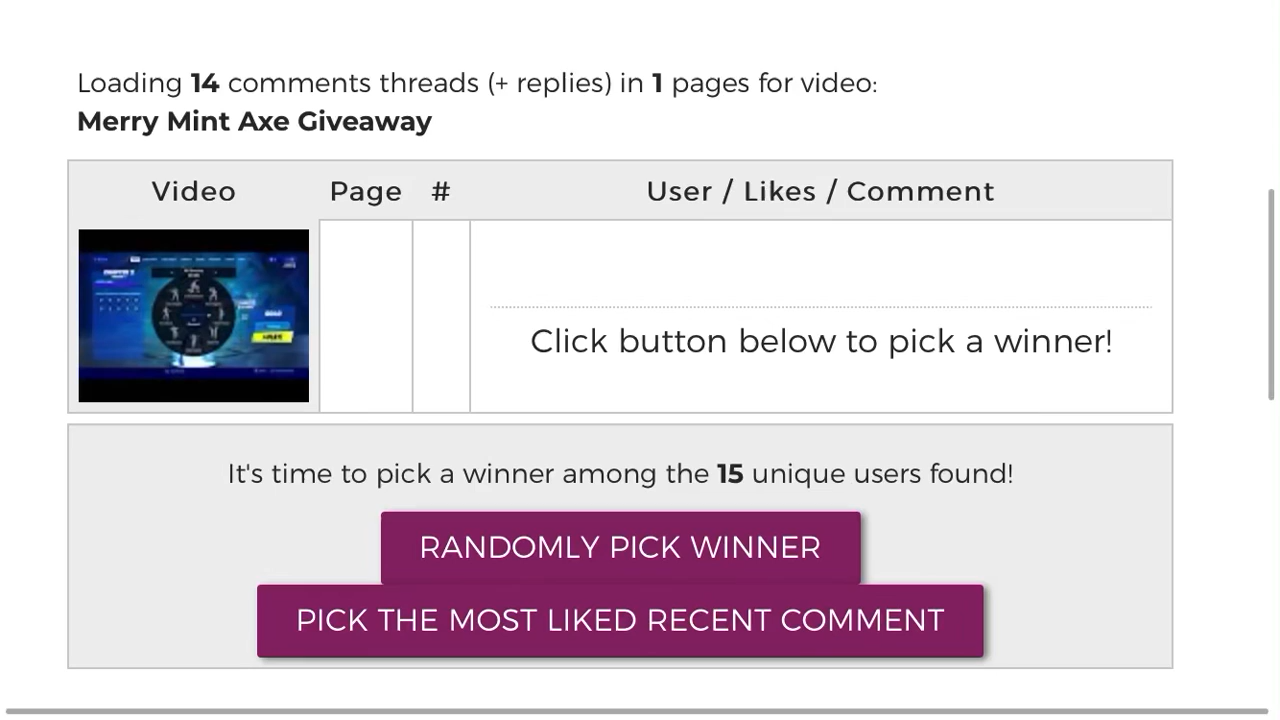 Loading 14 comments threads (+ replies) in 1 pages for video:
Merry Mint Axe Giveaway
Video Page # User / Likes / Comment
Click button below to pick a winner!
It's time to pick a winner among the 15 unique users found!
RANDOMLY PICK WINNER
PICK THE MOST LIKED RECENT COMMENT